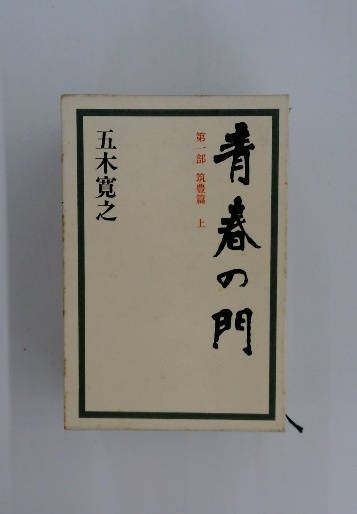 青春の門
第一部 筑豊篇 上
五木寛之